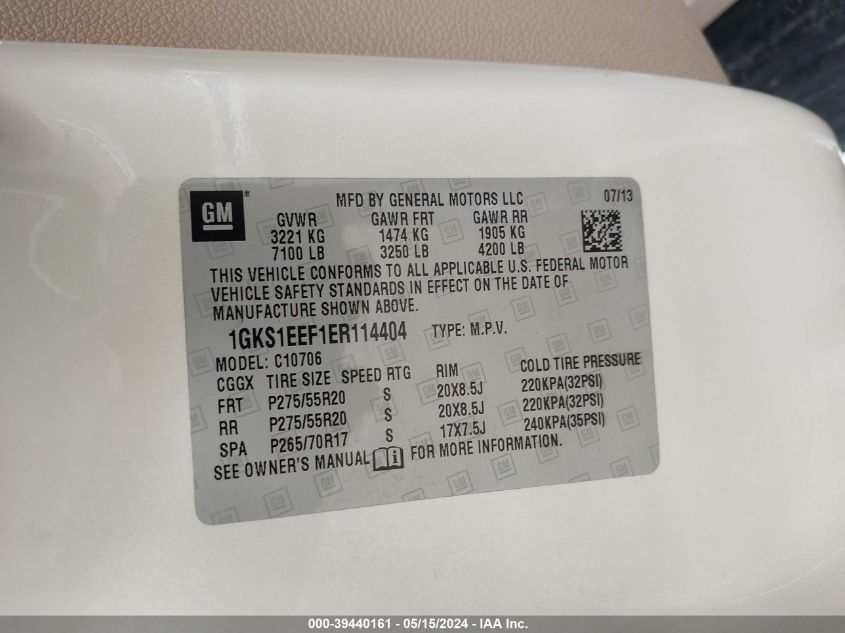 GM ® MFD BY GENERAL MOTORS LLC 07/13
GVWR GAWR FRT GAWR RR
3221 KG 1474 KG 1905 KG
7100 LB 3250 LB 4200 LB
THIS VEHICLE CONFORMS TO ALL APPLICABLE U.S. FEDERAL MOTOR
VEHICLE SAFETY STANDARDS IN EFFECT ON THE DATE OF
MANUFACTURE SHOWN ABOVE.
1GKS1EEF1ER114404 TYPE: M.P.V.
MODEL: C10706
CGGX TIRE SIZE SPEED RTG RIM COLD TIRE PRESSURE
FRT P275/55R20 S 20X8.5J 220KPA(32PSI)
RR P275/55R20 S 20X8.5J 220KPA(32PSI)
SPA P265/70R17 S 17X7.5J 240KPA(35PSI)
SEE OWNER'S MANUAL FOR MORE INFORMATION.
000-39440161 - 05/15/2024 - IAA Inc.